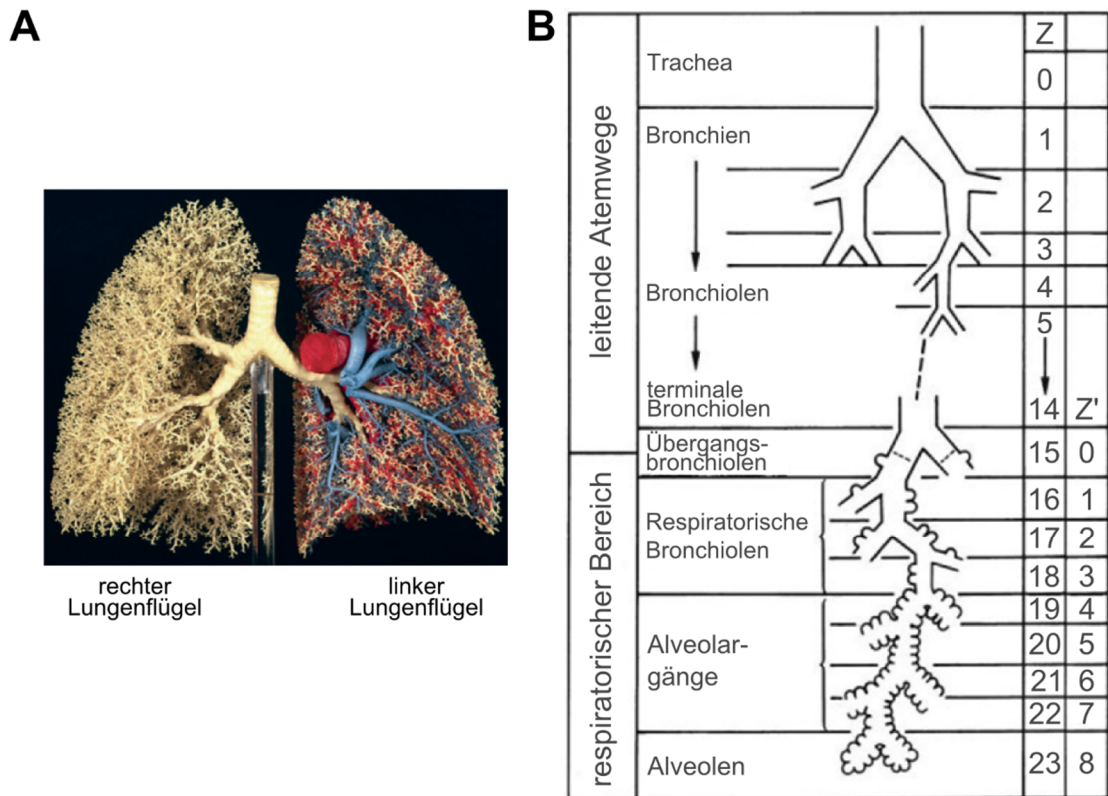 A
rechter
Lungenflügel
linker
Lungenflügel
B
leitende Atemwege
respiratorischer Bereich
Z
Trachea
0
Bronchien
1
2
3
Bronchiolen
4
5
terminale
Bronchiolen
14 Z'
Übergangs-
bronchiolen
15 0
Respiratorische
Bronchiolen
16 1
17 2
18 3
Alveolar-
gänge
19 4
20 5
21 6
22 7
Alveolen
23 8